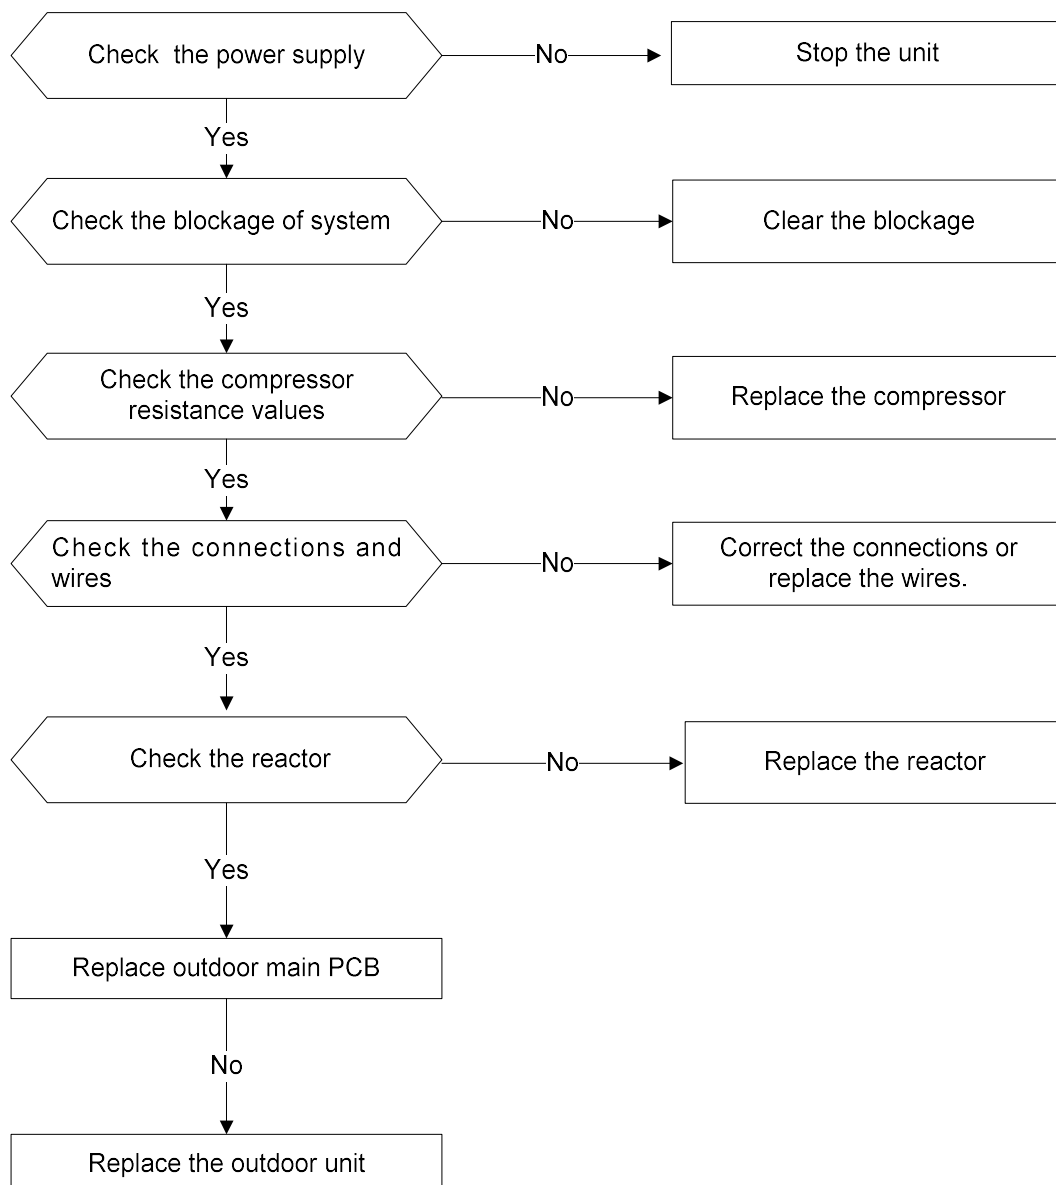 Check the power supply
No
Stop the unit
Yes
Check the blockage of system
No
Clear the blockage
Yes
Check the compressor
resistance values
No
Replace the compressor
Yes
Check the connections and
wires
No
Correct the connections or
replace the wires.
Yes
Check the reactor
No
Replace the reactor
Yes
Replace outdoor main PCB
No
Replace the outdoor unit